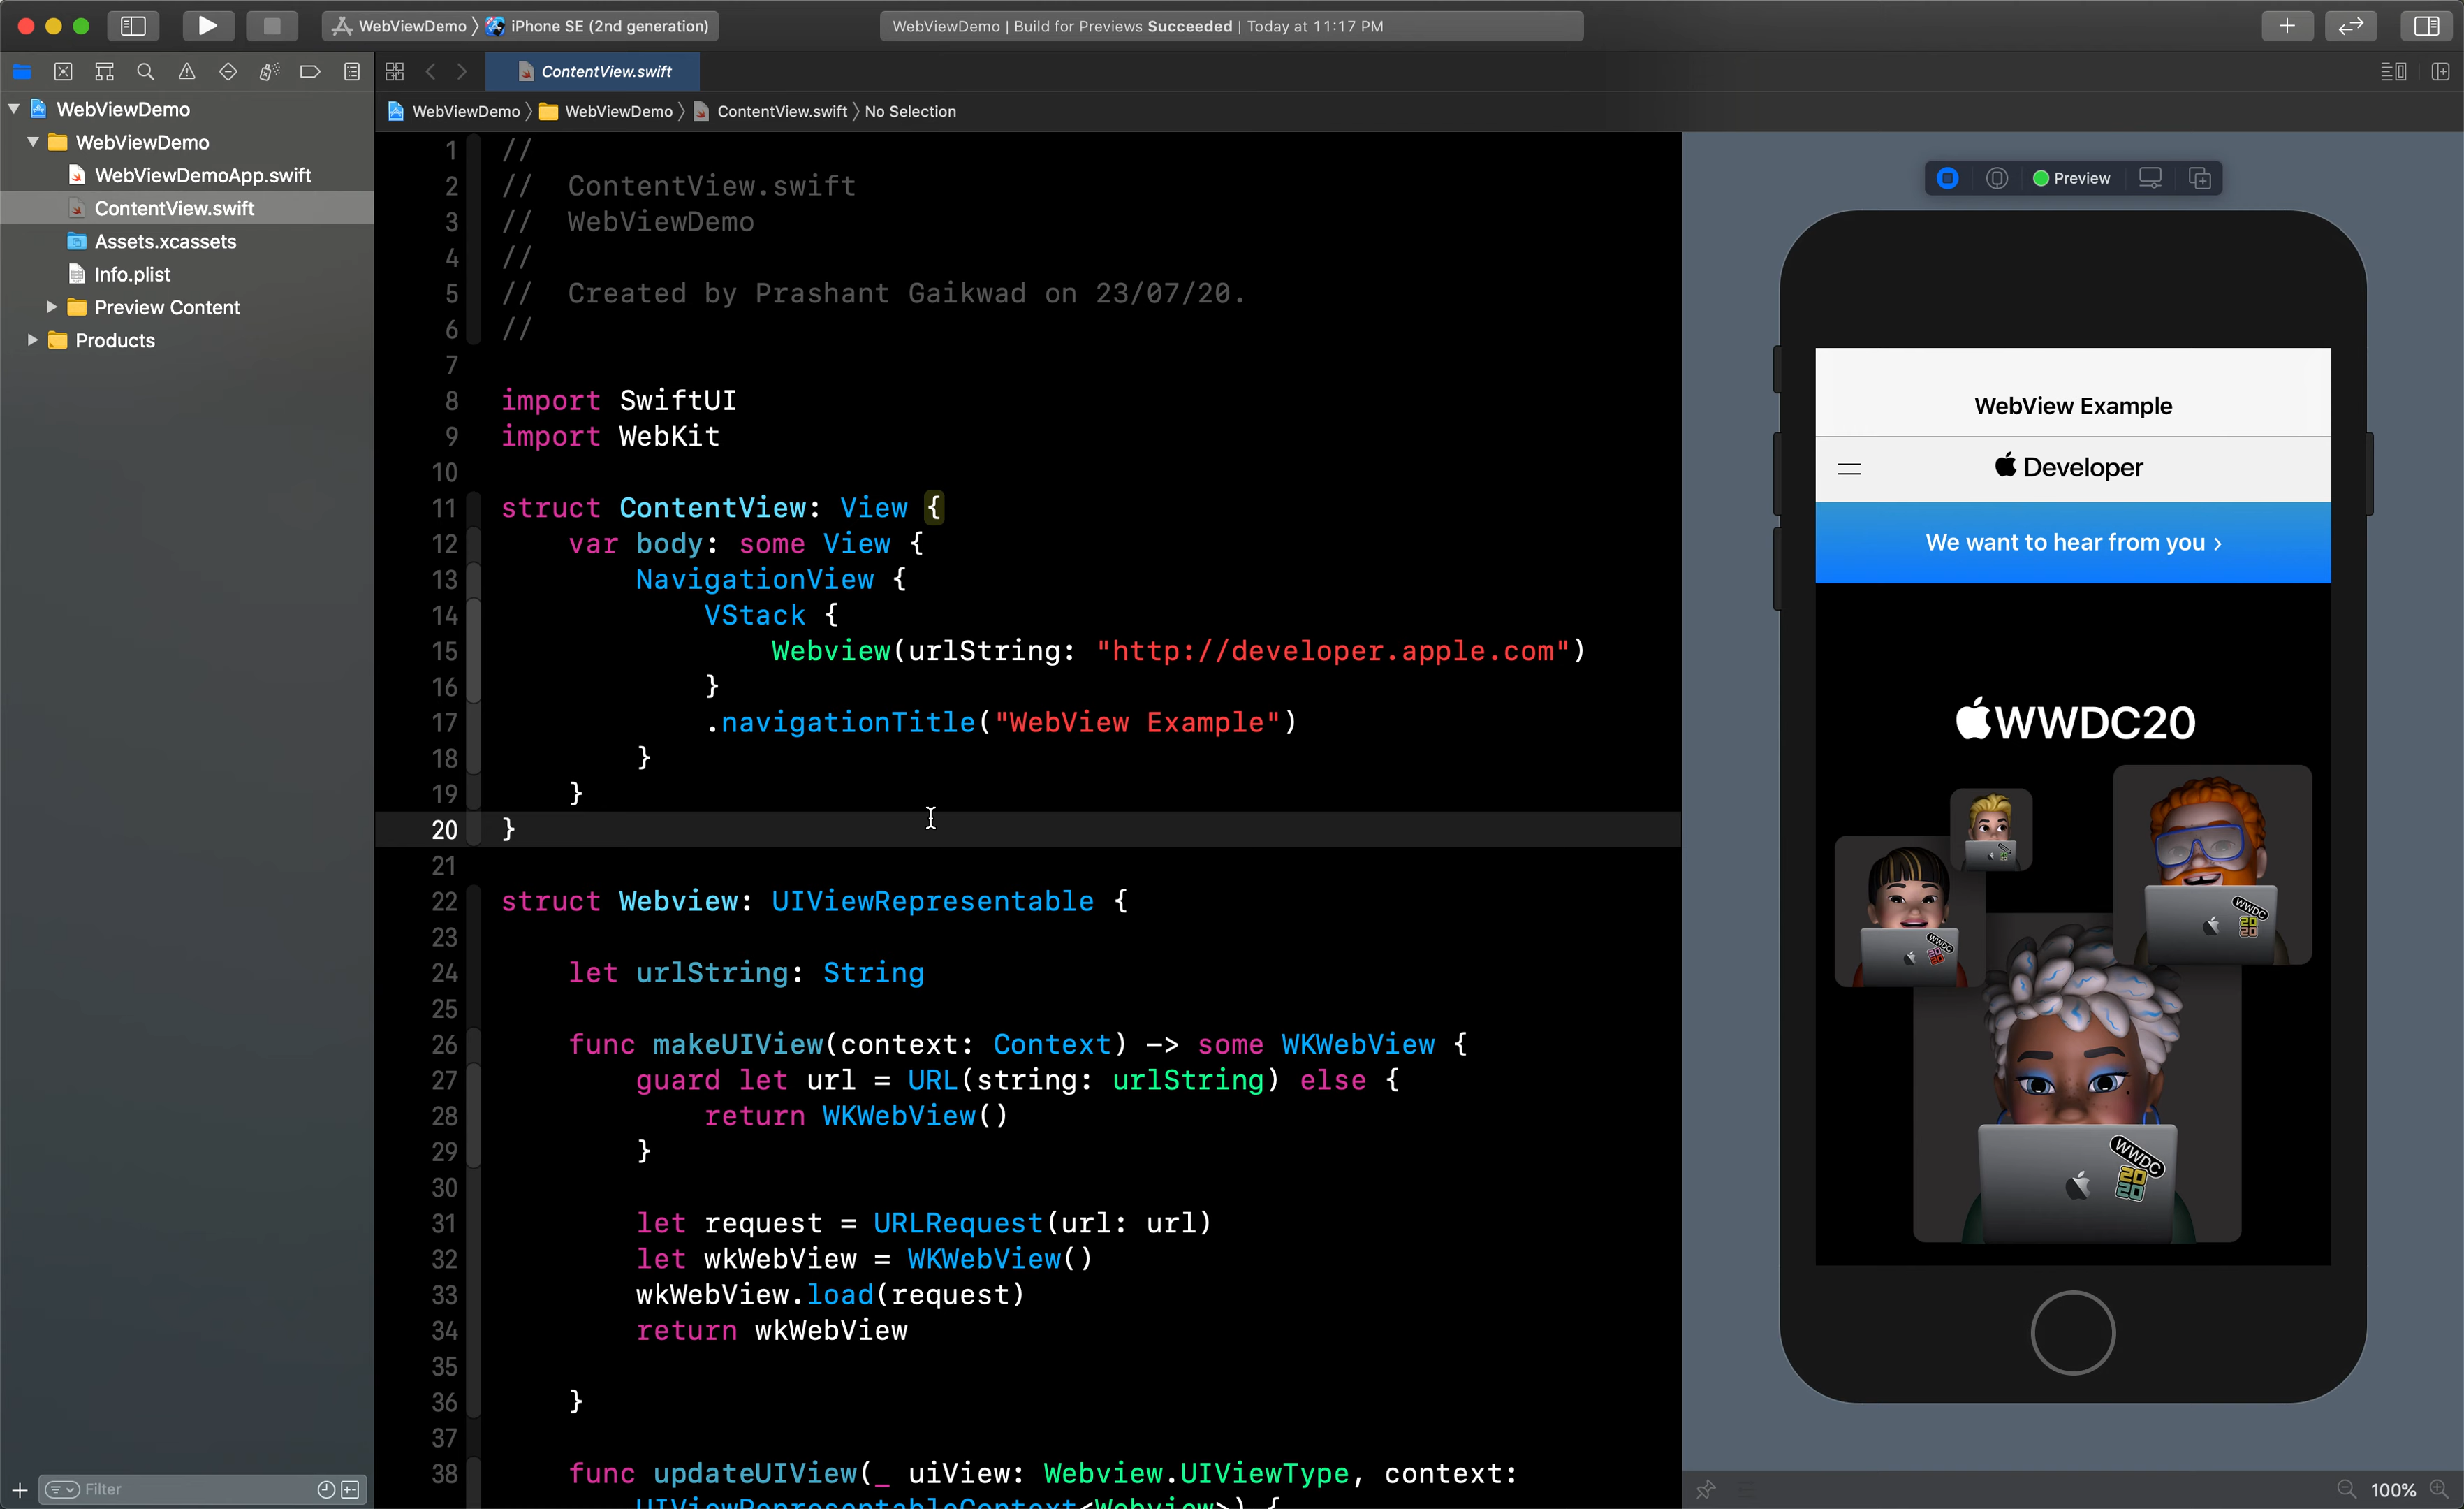 WebViewDemo
iPhone SE (2nd generation)
WebViewDemo | Build for Previews Succeeded | Today at 11:17 PM
ContentView.swift
WebViewDemo
WebViewDemo
ContentView.swift
No Selection
WebViewDemo
WebViewDemo
WebViewDemoApp.swift
ContentView.swift
Assets.xcassets
Info.plist
Preview Content
Products
Filter
1 //
2 // ContentView.swift
3 // WebViewDemo
4 //
5 // Created by Prashant Gaikwad on 23/07/20.
6 //
7
8 import SwiftUI
9 import WebKit
10
11 struct ContentView: View {
12 var body: some View {
13 NavigationView {
14 VStack {
15 Webview(urlString: "http://developer.apple.com")
16 }
17 .navigationTitle("WebView Example")
18 }
19 }
20 }
21
22 struct Webview: UIViewRepresentable {
23
24 let urlString: String
25
26 func makeUIView(context: Context) -> some WKWebView {
27 guard let url = URL(string: urlString) else {
28 return WKWebView()
29 }
30
31 let request = URLRequest(url: url)
32 let wkWebView = WKWebView()
33 wkWebView.load(request)
34 return wkWebView
35
36 }
37
38 func updateUIView(_ uiView: Webview.UIViewType, context:
UIViewRepresentableContext<Webview>) {
Preview
WebView Example
Developer
We want to hear from you ›
WWDC20
WWDC
2020
WWDC
2020
WWDC
2020
100%